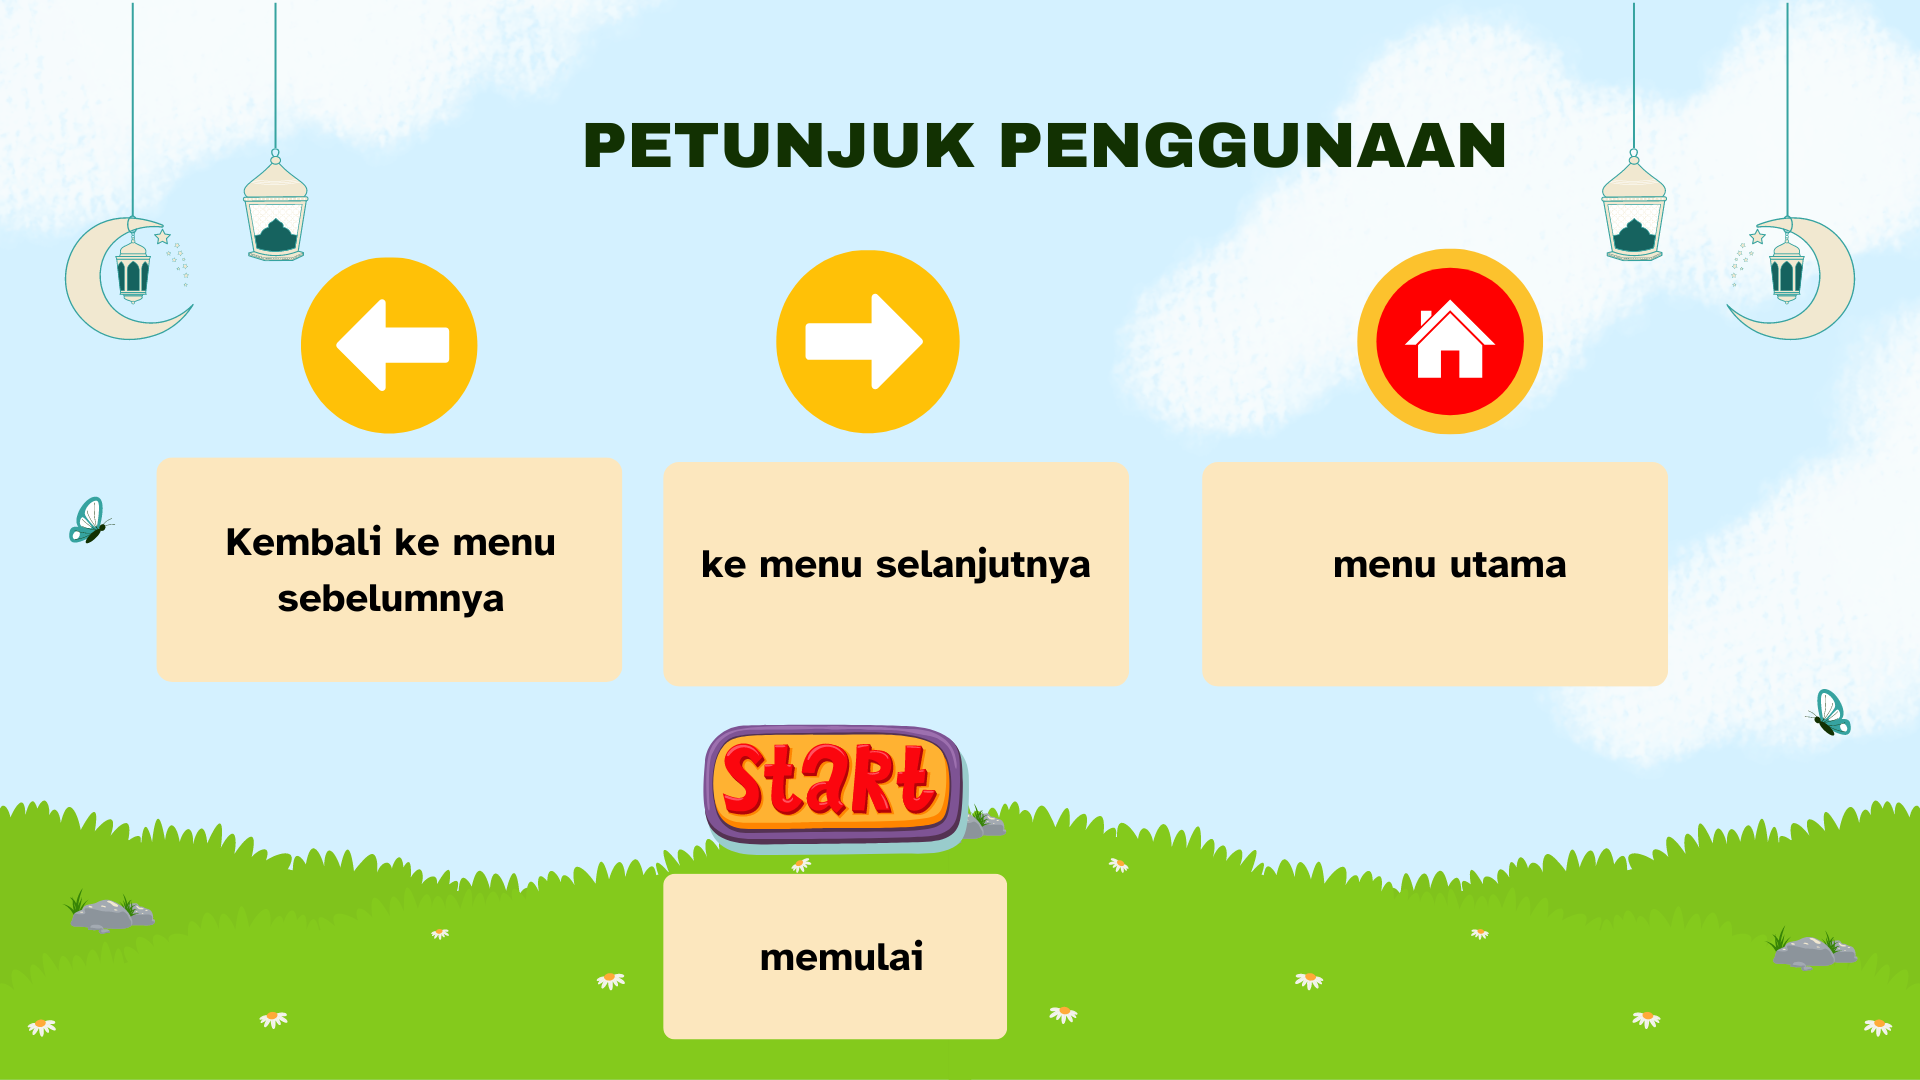 PETUNJUK PENGGUNAAN
Kembali ke menu
sebelumnya
ke menu selanjutnya
menu utama
Start
memulai